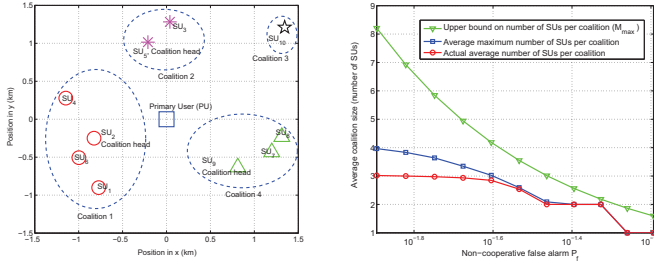 1.5
1
0.5
0
-0.5
-1
-1.5
-1.5
-1
-0.5
0
0.5
1
1.5
Position in y (km)
Position in x (km)
SU3
SU5
Coalition head
Coalition 2
SU10
Coalition 3
SU4
SU2
Coalition head
SU1
Coalition 1
Primary User (PU)
SU9
Coalition head
Coalition 4
9
8
7
6
5
4
3
2
1
Average coalition size (number of SUs)
Upper bound on number of SUs per coalition (Mmax)
Average maximum number of SUs per coalition
Actual average number of SUs per coalition
10−1.8
10−1.6
10−1.4
Non-cooperative false alarm Pf